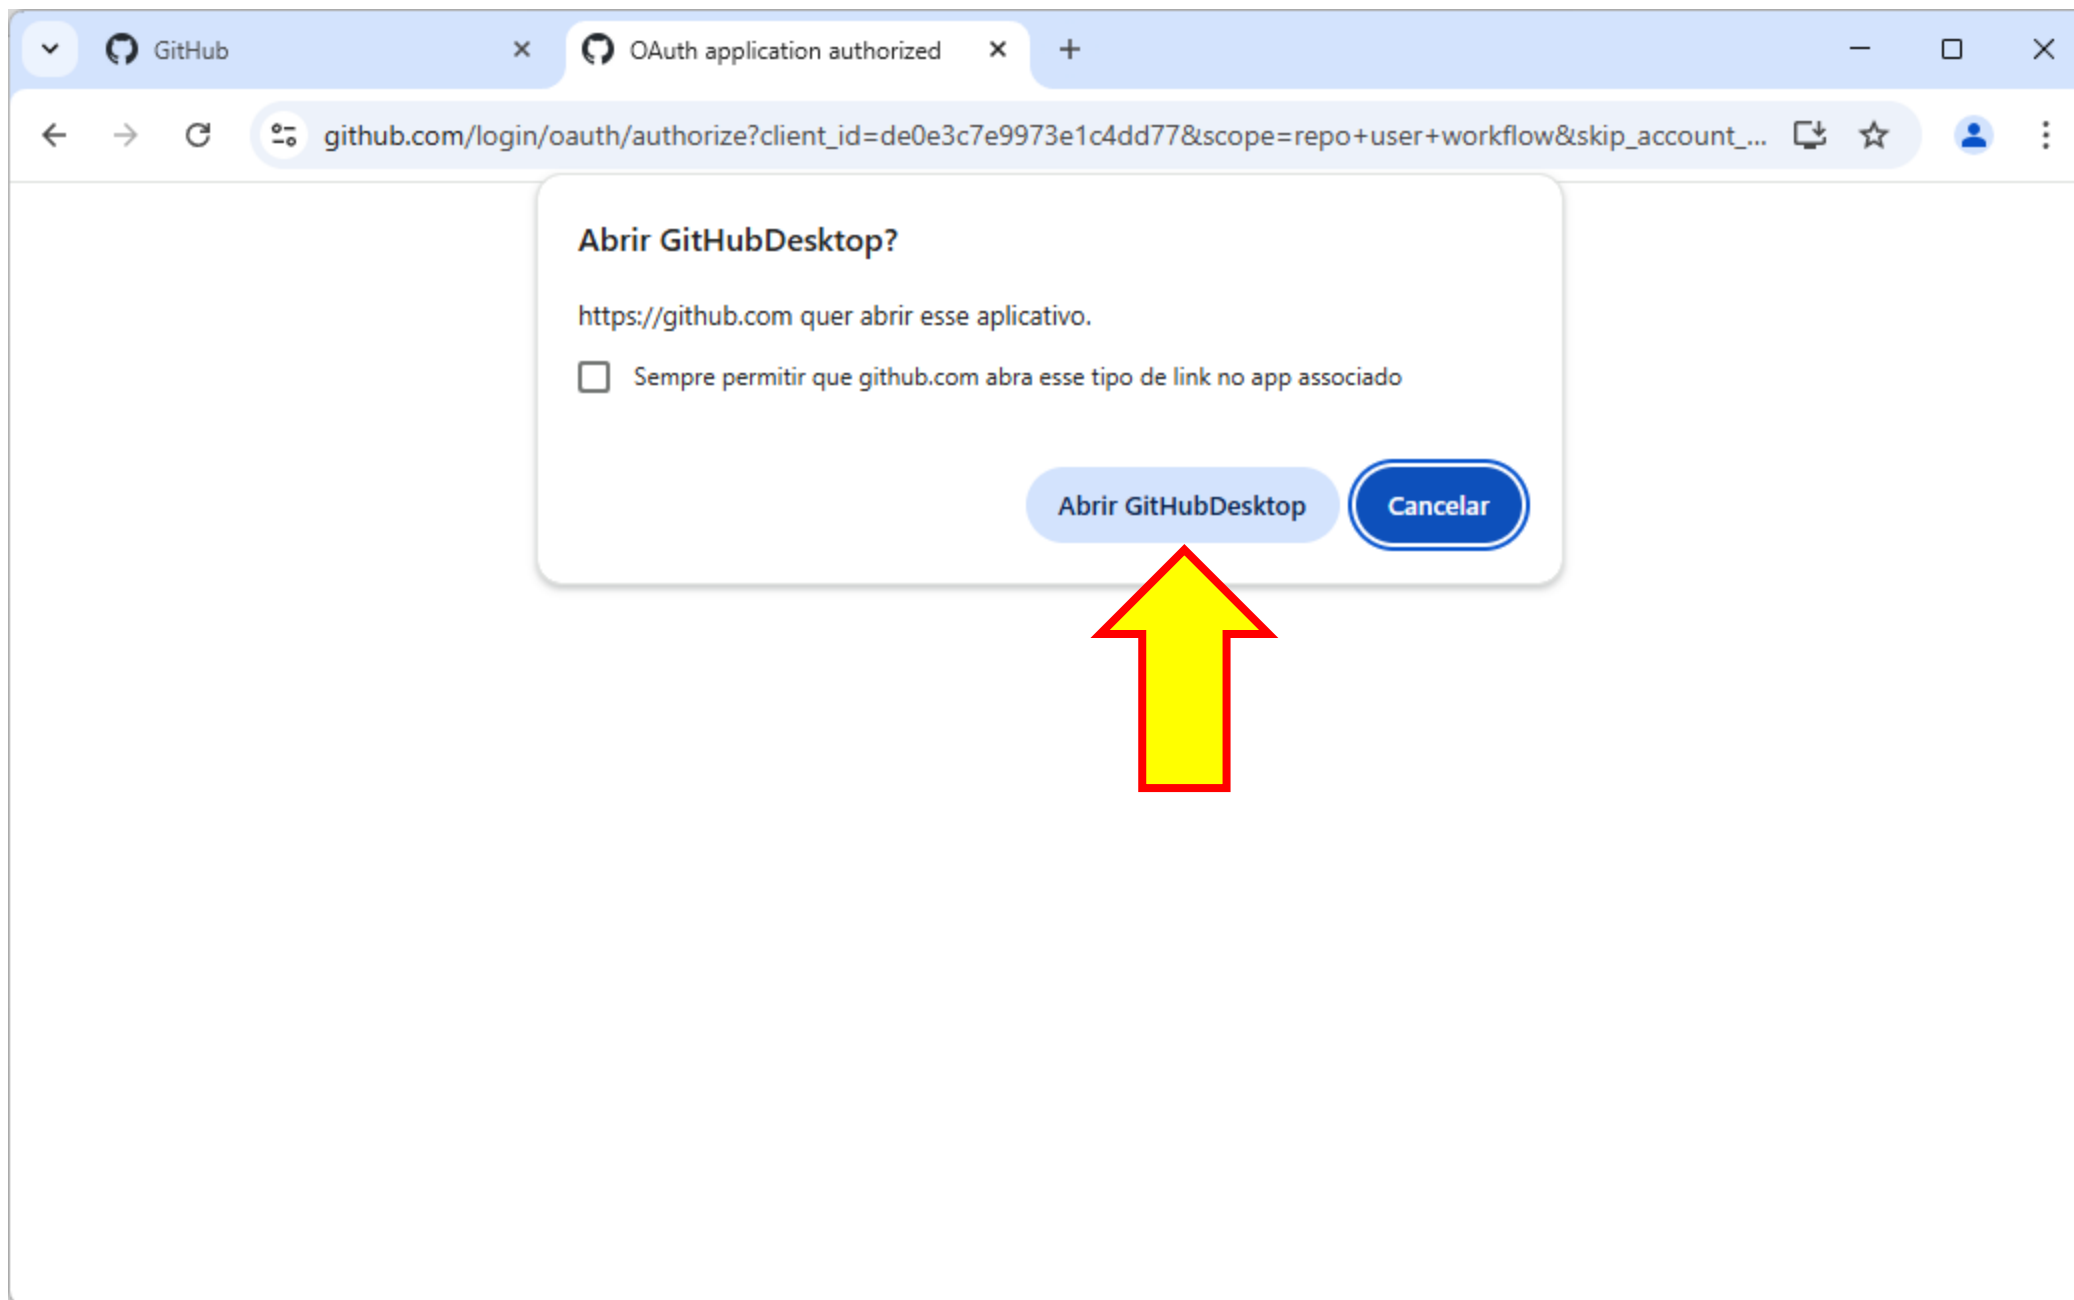 GitHub
OAuth application authorized
github.com/login/oauth/authorize?client_id=de0e3c7e9973e1c4dd77&scope=repo+user+workflow&skip_account_...
Abrir GitHubDesktop?
https://github.com quer abrir esse aplicativo.
Sempre permitir que github.com abra esse tipo de link no app associado
Abrir GitHubDesktop
Cancelar